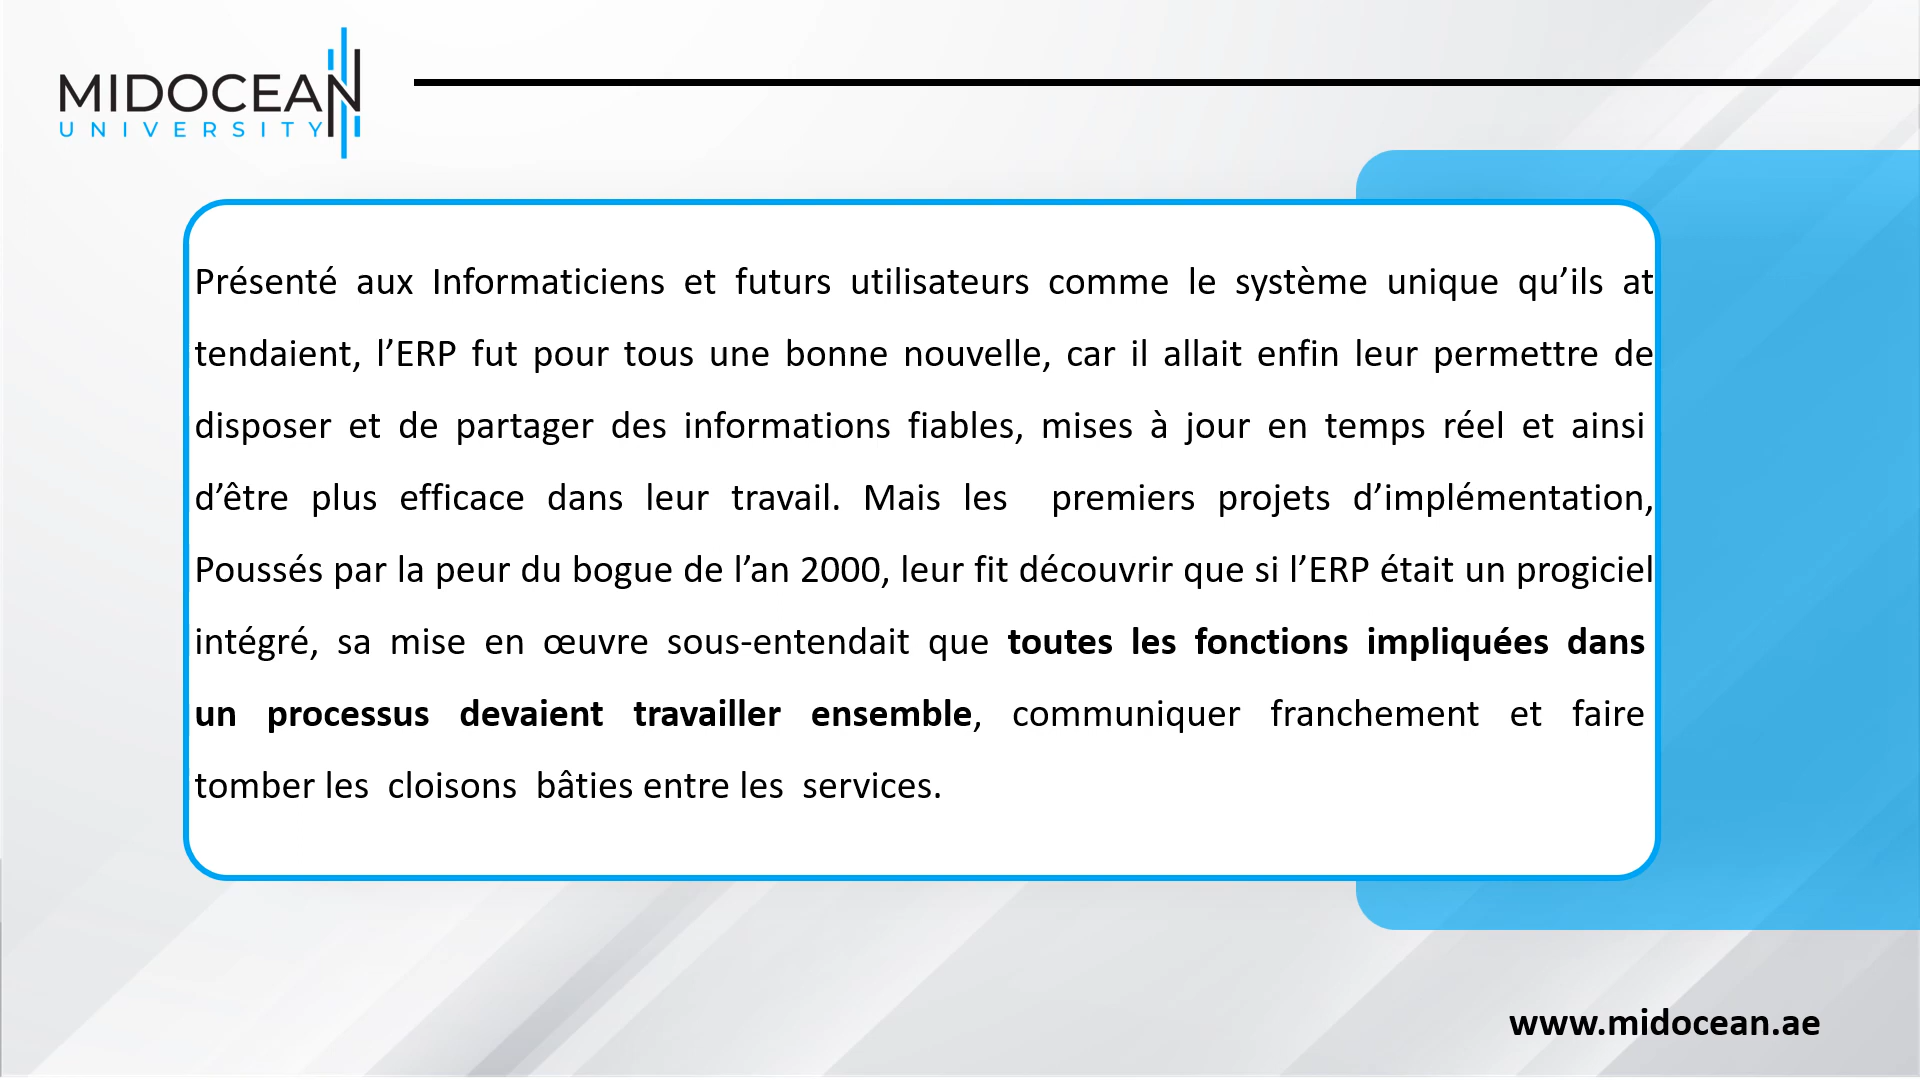 MIDOCEAN
UNIVERSITY
Présenté aux Informaticiens et futurs utilisateurs comme le système unique qu’ils at
tendaient, l’ERP fut pour tous une bonne nouvelle, car il allait enfin leur permettre de
disposer et de partager des informations fiables, mises à jour en temps réel et ainsi
d’être plus efficace dans leur travail. Mais les premiers projets d’implémentation,
Poussés par la peur du bogue de l’an 2000, leur fit découvrir que si l’ERP était un progiciel
intégré, sa mise en œuvre sous-entendait que toutes les fonctions impliquées dans
un processus devaient travailler ensemble, communiquer franchement et faire
tomber les cloisons bâties entre les services.
www.midocean.ae